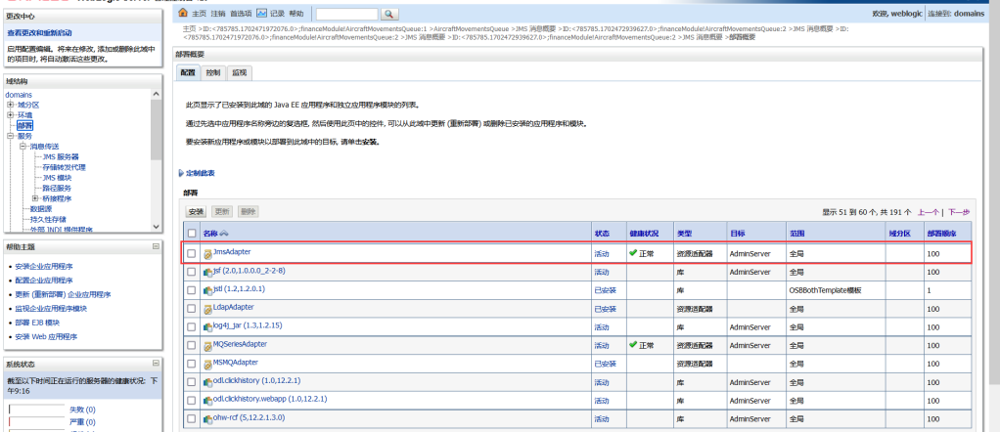 更改中心
查看更改和重新启动
启用配置编辑。将来在修改, 添加或删除此域中
的项目时, 将自动激活这些更改。
域结构
domains
域分区
环境
部署
服务
消息传送
JMS 服务器
存储转发代理
JMS 模块
路径服务
桥接程序
数据源
持久性存储
外部 JNDI 提供程序
帮助主题
安装企业应用程序
配置企业应用程序
更新 (重新部署) 企业应用程序
监视企业应用程序模块
部署 EJB 模块
安装 Web 应用程序
系统状态
截至以下时间正在运行的服务器的健康状况: 下
午9:16
失败 (0)
严重 (0)
主页 注销 首选项 记录 帮助
欢迎, weblogic 连接到: domains
主页 >ID:<785785.1702471972076.0>;financeModule!AircraftMovementsQueue:1 >AircraftMovementsQueue >JMS 消息概要 >ID:<785785.1702472939627.0>;financeModule!AircraftMovementsQueue:2 >JMS 消息概要 >ID:
<785785.1702471972076.0>;financeModule!AircraftMovementsQueue:2 >JMS 消息概要 >ID:<785785.1702472939627.0>;financeModule!AircraftMovementsQueue:2 >JMS 消息概要 >部署概要
部署概要
配置 控制 监视
此页显示了已安装到此域的 Java EE 应用程序和独立应用程序模块的列表。
通过先选中应用程序名称旁边的复选框, 然后使用此页中的控件, 可以从此域中更新 (重新部署) 或删除已安装的应用程序和模块。
要安装新应用程序或模块以部署到此域中的目标, 请单击安装。
定制此表
部署
安装 更新 删除
显示 51 到 60 个, 共 191 个 上一个 | 下一步
名称 状态 健康状况 类型 目标 范围 域分区 部署顺序
JmsAdapter 活动 正常 资源适配器 AdminServer 全局 100
jsf (2.0,1.0.0.0_2-2-8) 活动 库 AdminServer 全局 100
jstl (1.2,1.2.0.1) 已安装 库 OSBBothTemplate模板 1
LdapAdapter 已安装 资源适配器 全局 100
log4j_jar (1.3,1.2.15) 活动 库 AdminServer 全局 100
MQSeriesAdapter 活动 正常 资源适配器 AdminServer 全局 100
MSMQAdapter 已安装 资源适配器 全局 100
odl.clickhistory (1.0,12.2.1) 活动 库 AdminServer 全局 100
odl.clickhistory.webapp (1.0,12.2.1) 活动 库 AdminServer 全局 100
ohw-rcf (5,12.2.1.3.0) 活动 库 AdminServer 全局 100